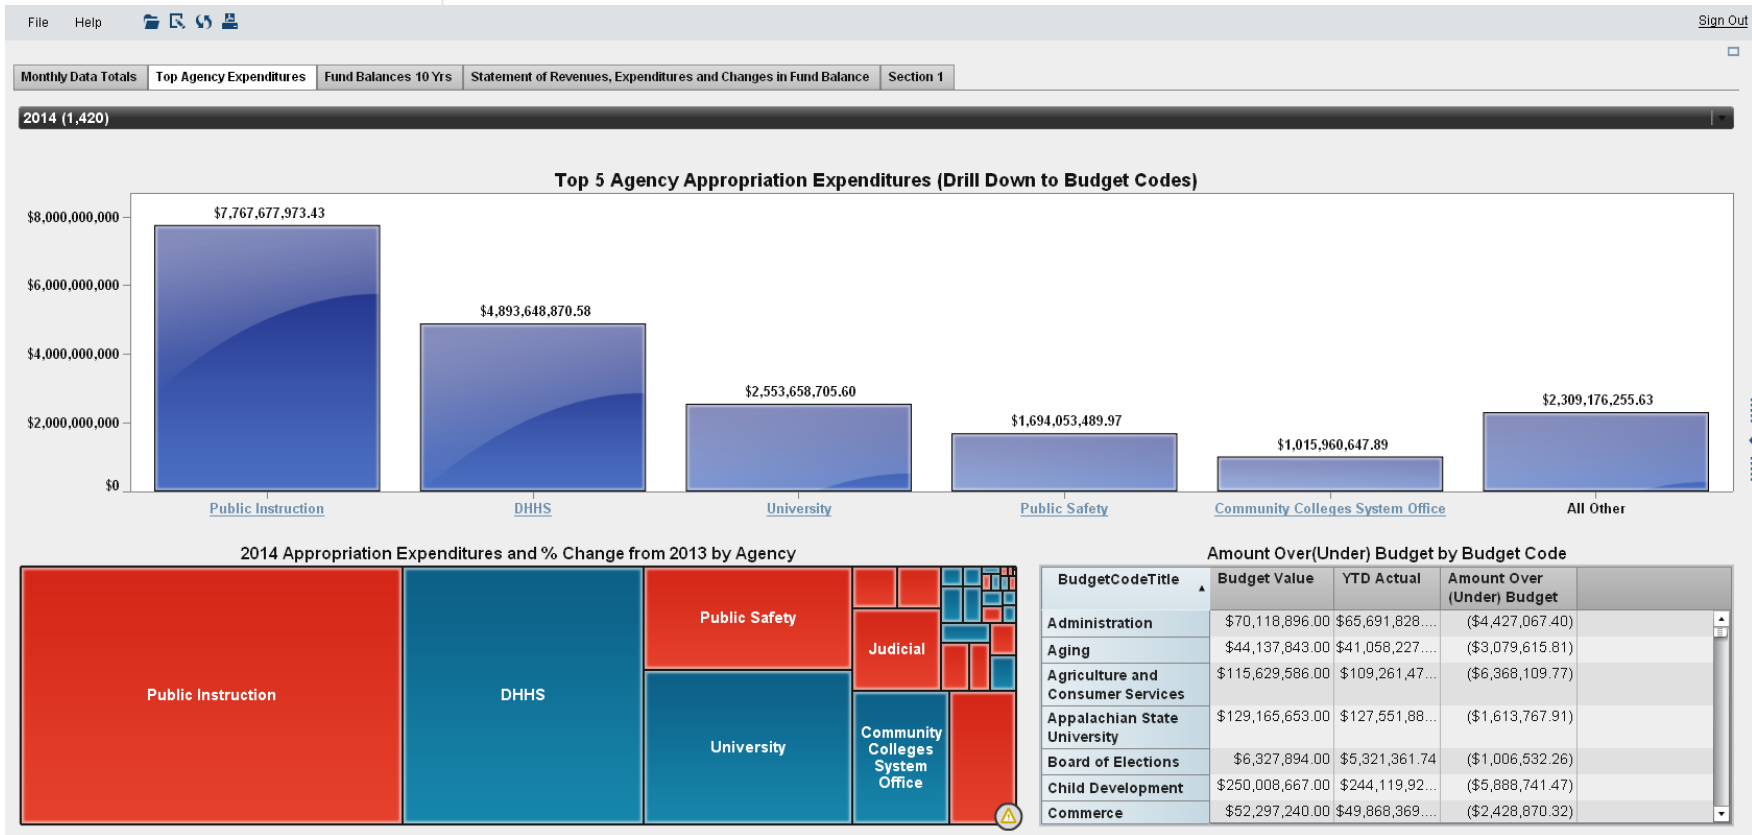 File Help Sign Out
Monthly Data Totals Top Agency Expenditures Fund Balances 10 Yrs Statement of Revenues, Expenditures and Changes in Fund Balance Section 1
2014 (1,420)
Top 5 Agency Appropriation Expenditures (Drill Down to Budget Codes)
$8,000,000,000
$6,000,000,000
$4,000,000,000
$2,000,000,000
$0
$7,767,677,973.43
$4,893,648,870.58
$2,553,658,705.60
$1,694,053,489.97
$1,015,960,647.89
$2,309,176,255.63
Public Instruction DHHS University Public Safety Community Colleges System Office All Other
2014 Appropriation Expenditures and % Change from 2013 by Agency
Public Instruction
DHHS
Public Safety
University
Judicial
Community
Colleges
System
Office
Amount Over(Under) Budget by Budget Code
BudgetCodeTitle Budget Value YTD Actual Amount Over
(Under) Budget
Administration $70,118,896.00 $65,691,828.... ($4,427,067.40)
Aging $44,137,843.00 $41,058,227.... ($3,079,615.81)
Agriculture and $115,629,586.00 $109,261,47... ($6,368,109.77)
Consumer Services
Appalachian State $129,165,653.00 $127,551,88... ($1,613,767.91)
University
Board of Elections $6,327,894.00 $5,321,361.74 ($1,006,532.26)
Child Development $250,008,667.00 $244,119,92... ($5,888,741.47)
Commerce $52,297,240.00 $49,868,369.... ($2,428,870.32)